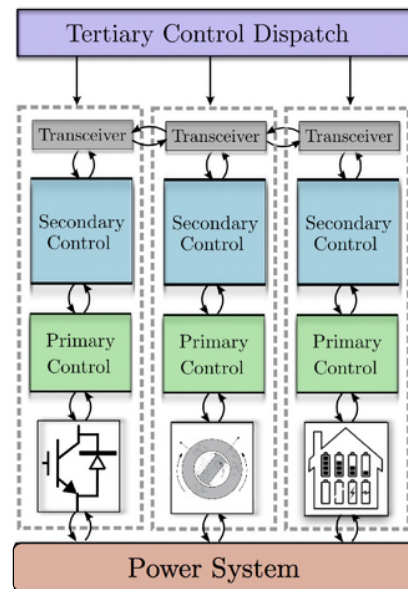 Tertiary Control Dispatch
Transceiver
Transceiver
Transceiver
Secondary
Control
Secondary
Control
Secondary
Control
Primary
Control
Primary
Control
Primary
Control
Power System